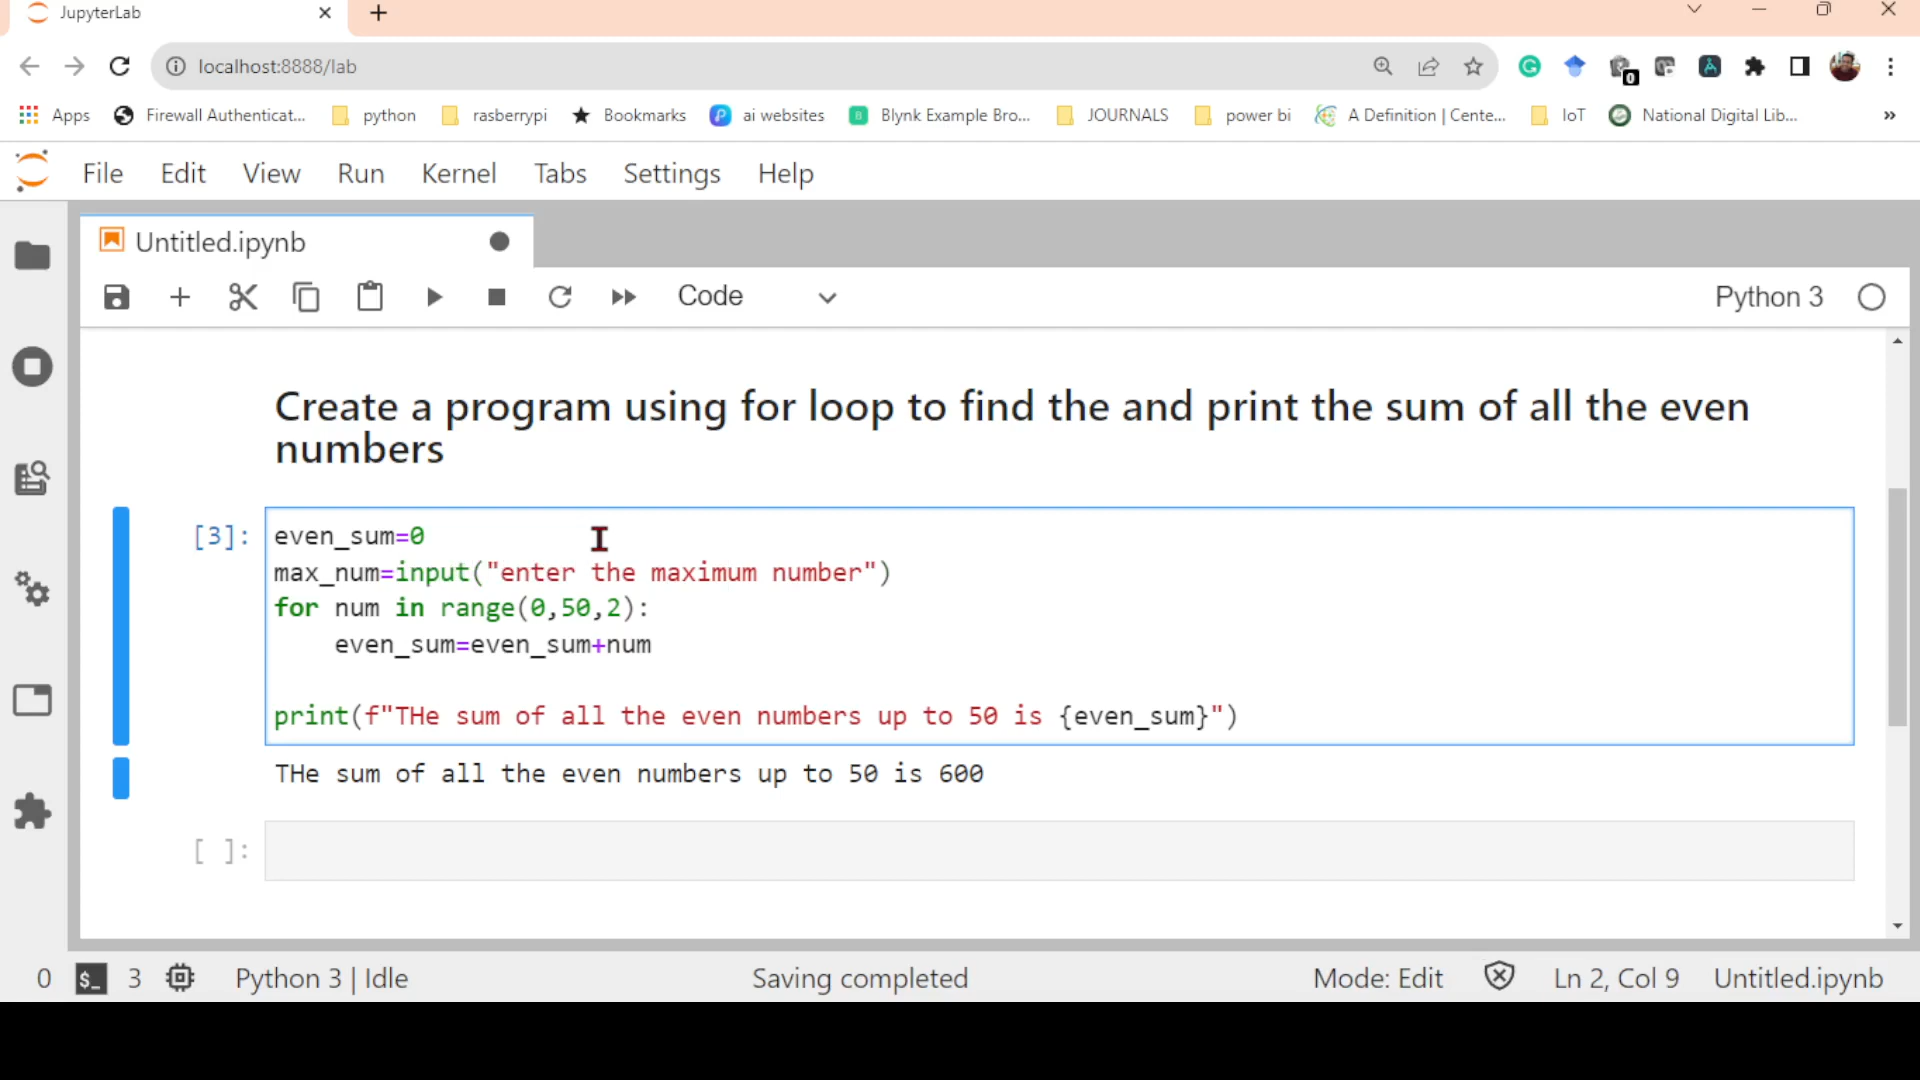 JupyterLab
localhost:8888/lab
0
Apps Firewall Authenticat... python rasberrypi Bookmarks ai websites Blynk Example Bro... JOURNALS power bi A Definition | Cente... IoT National Digital Lib... »
File Edit View Run Kernel Tabs Settings Help
Untitled.ipynb
Code Python 3
Create a program using for loop to find the and print the sum of all the even
numbers
[3]: even_sum=0
max_num=input("enter the maximum number")
for num in range(0,50,2):
    even_sum=even_sum+num
print(f"THe sum of all the even numbers up to 50 is {even_sum}")
THe sum of all the even numbers up to 50 is 600
[ ]:
0 $_ 3 Python 3 | Idle Saving completed Mode: Edit Ln 2, Col 9 Untitled.ipynb